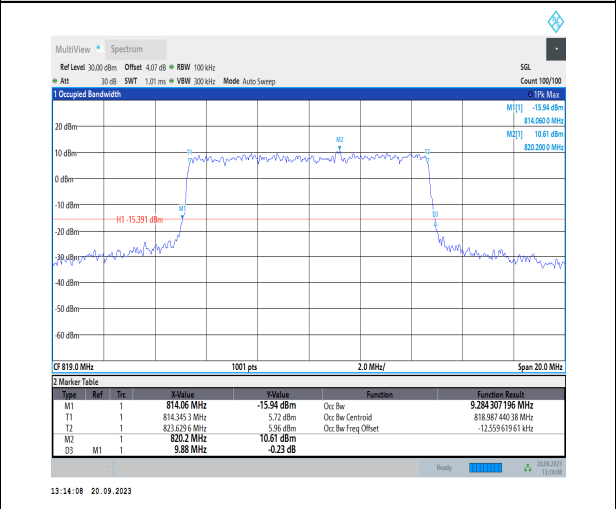 MultiView Spectrum
Ref Level 30.00 dBm Offset 4.07 dB RBW 100 kHz SGL
Att 30 dB SWT 1.01 ms VBW 300 kHz Mode Auto Sweep Count 100/100
1 Occupied Bandwidth 1Pk Max
M1[1] -15.94 dBm
814.060 0 MHz
M2[1] 10.61 dBm
820.200 0 MHz
20 dBm
M2
10 dBm
T1
T2
0 dBm
-10 dBm
M1
D3
H1 -15.391 dBm
-20 dBm
-30 dBm
-40 dBm
-50 dBm
-60 dBm
CF 819.0 MHz 1001 pts 2.0 MHz/ Span 20.0 MHz
2 Marker Table
Type Ref Trc X-Value Y-Value Function Function Result
M1 1 814.06 MHz -15.94 dBm Occ Bw 9.284 307 196 MHz
T1 1 814.345 3 MHz 5.72 dBm Occ Bw Centroid 818.987 440 38 MHz
T2 1 823.629 6 MHz 5.96 dBm Occ Bw Freq Offset -12.559 619 61 kHz
M2 1 820.2 MHz 10.61 dBm
D3 M1 1 9.88 MHz -0.23 dB
Ready 20.09.2023
13:14:08
13:14:08 20.09.2023